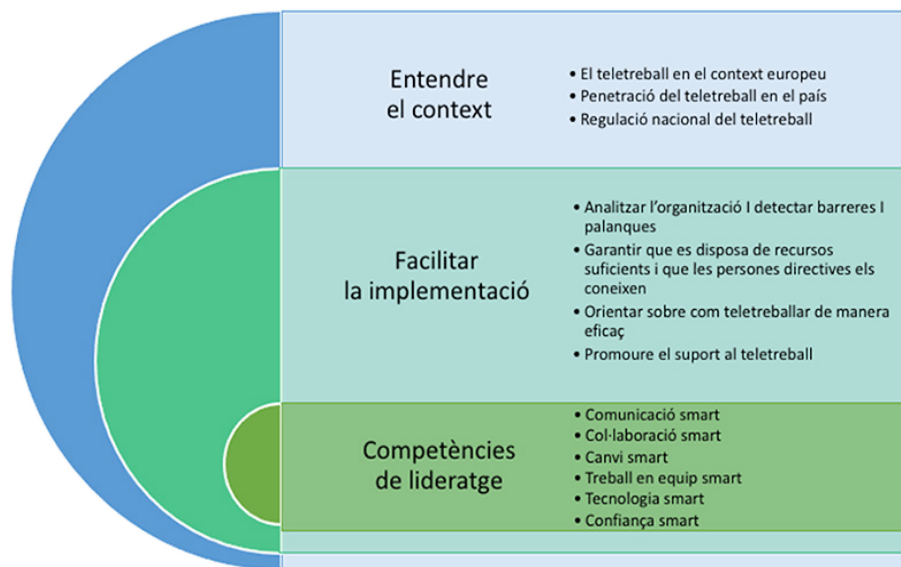 Entendre
el context
• El teletreball en el context europeu
• Penetració del teletreball en el país
• Regulació nacional del teletreball
Facilitar
la implementació
• Analitzar l'organització I detectar barreres I
palanques
• Garantir que es disposa de recursos
suficients i que les persones directives els
coneixen
• Orientar sobre com teletreballar de manera
eficaç
• Promoure el suport al teletreball
Competències
de lideratge
• Comunicació smart
• Col·laboració smart
• Canvi smart
• Treball en equip smart
• Tecnologia smart
• Confiança smart